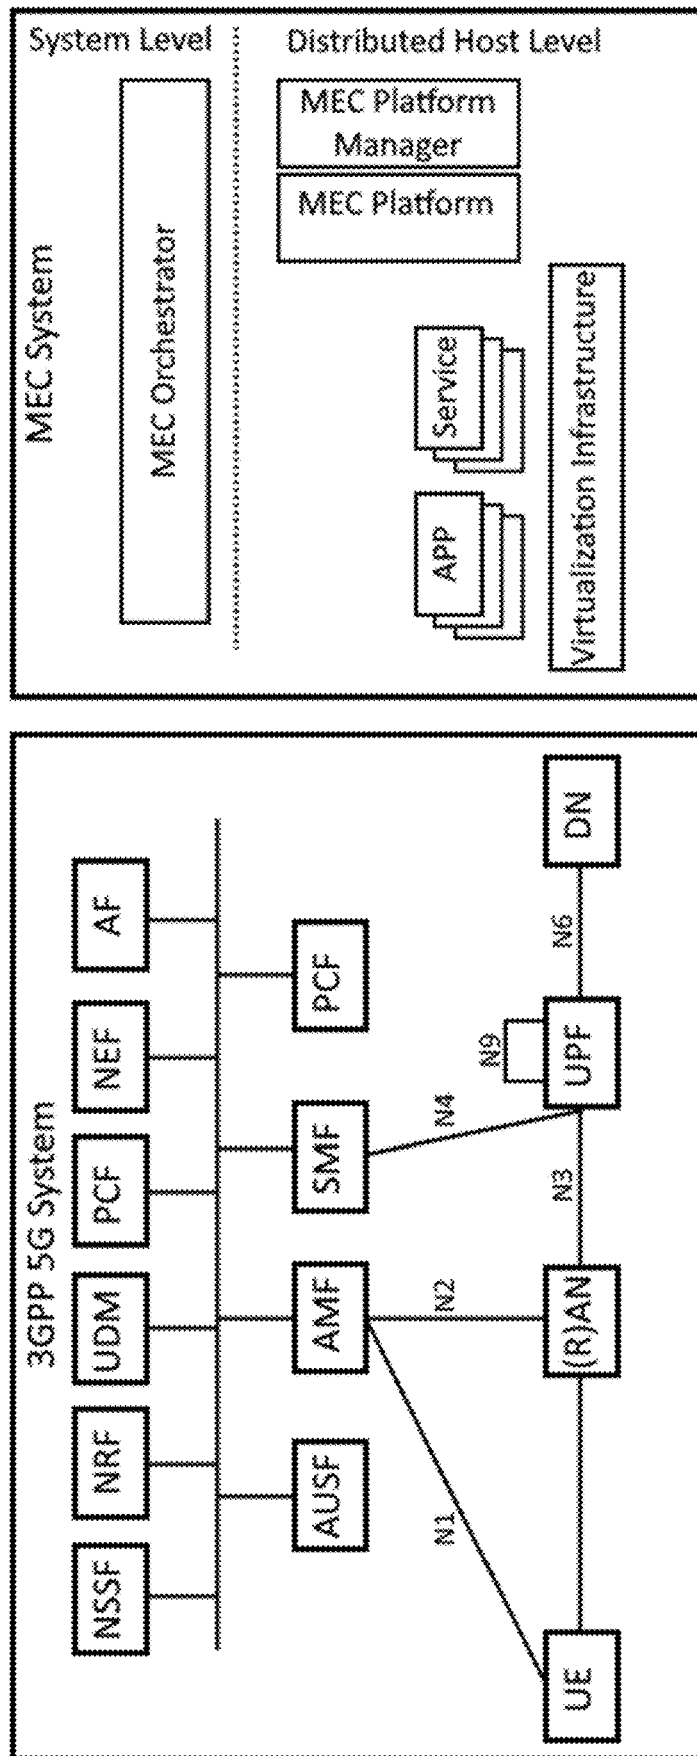 3GPP 5G System
NSSF
NRF
UDM
PCF
NEF
AF
AUSF
AMF
SMF
PCF
N1
N2
N4
UE
(R)AN
N3
UPF
N9
N6
DN
MEC System
System Level
MEC Orchestrator
Distributed Host Level
MEC Platform
Manager
MEC Platform
APP
Service
Virtualization Infrastructure